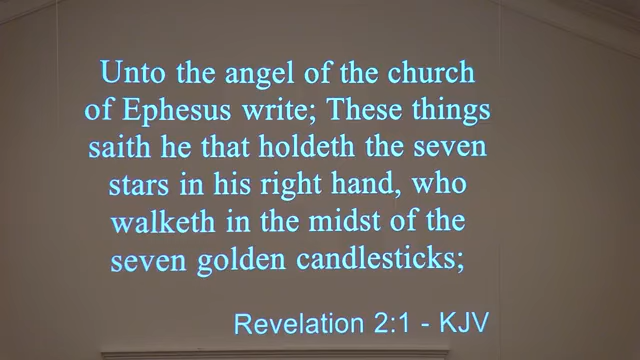 Unto the angel of the church
of Ephesus write; These things
saith he that holdeth the seven
stars in his right hand, who
walketh in the midst of the
seven golden candlesticks;
Revelation 2:1 - KJV